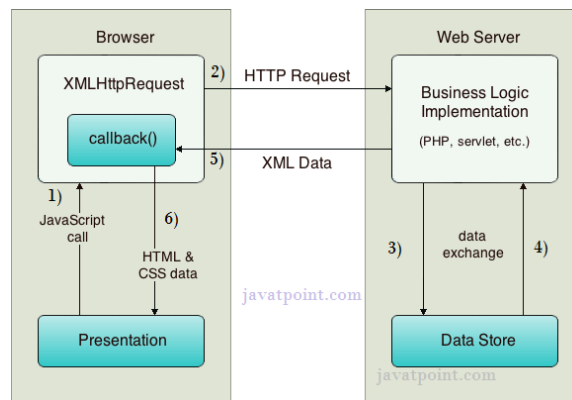 Browser
Web Server
XMLHttpRequest
callback()
2)
HTTP Request
Business Logic
Implementation
(PHP, servlet, etc.)
5)
XML Data
1)
JavaScript
call
6)
HTML &
CSS data
3)
data
exchange
4)
javatpoint.com
Presentation
Data Store
javatpoint.com